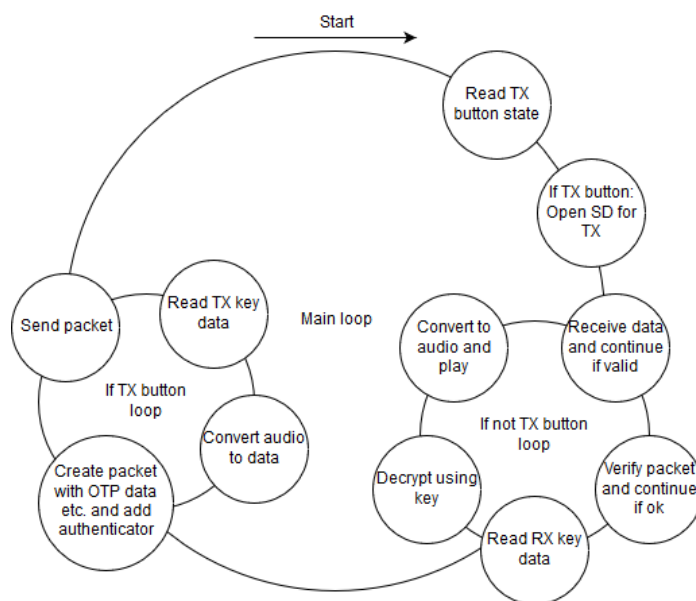 Start
Read TX
button state
If TX button:
Open SD for
TX
Send packet
Read TX key
data
Main loop
Convert to
audio and
play
Receive data
and continue
if valid
If TX button
loop
If not TX button
loop
Convert audio
to data
Create packet
with OTP data
etc. and add
authenticator
Decrypt using
key
Verify packet
and continue
if ok
Read RX key
data